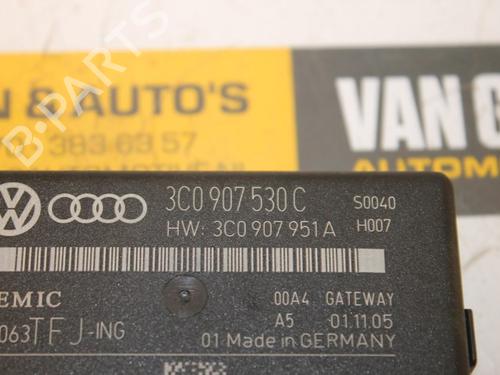 N & AUTO'S
VAN
383 63 57
AUTOM
B-PARTS
3C0 907 530 C
S0040
HW: 3C0 907 951 A
H007
EMIC
00A4 GATEWAY
063TFJ-ING
A5 01.11.05
01 Made in GERMANY